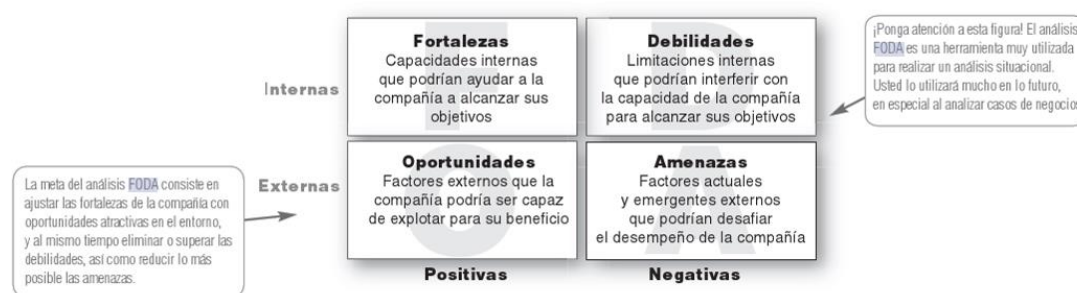 Fortalezas
Capacidades internas
que podrían ayudar a la
compañía a alcanzar sus
objetivos
Debilidades
Limitaciones internas
que podrían interferir con
la capacidad de la compañía
para alcanzar sus objetivos
¡Ponga atención a esta figura! El análisis
FODA es una herramienta muy utilizada
para realizar un análisis situacional.
Usted lo utilizará mucho en lo futuro,
en especial al analizar casos de negocios
Internas
Oportunidades
Factores externos que la
compañía podría ser capaz
de explotar para su beneficio
Amenazas
Factores actuales
y emergentes externos
que podrían desafiar
el desempeño de la compañía
Externas
La meta del análisis FODA consiste en
ajustar las fortalezas de la compañía con
oportunidades atractivas en el entorno,
y al mismo tiempo eliminar o superar las
debilidades, así como reducir lo más
posible las amenazas.
Positivas
Negativas
F
D
O
A